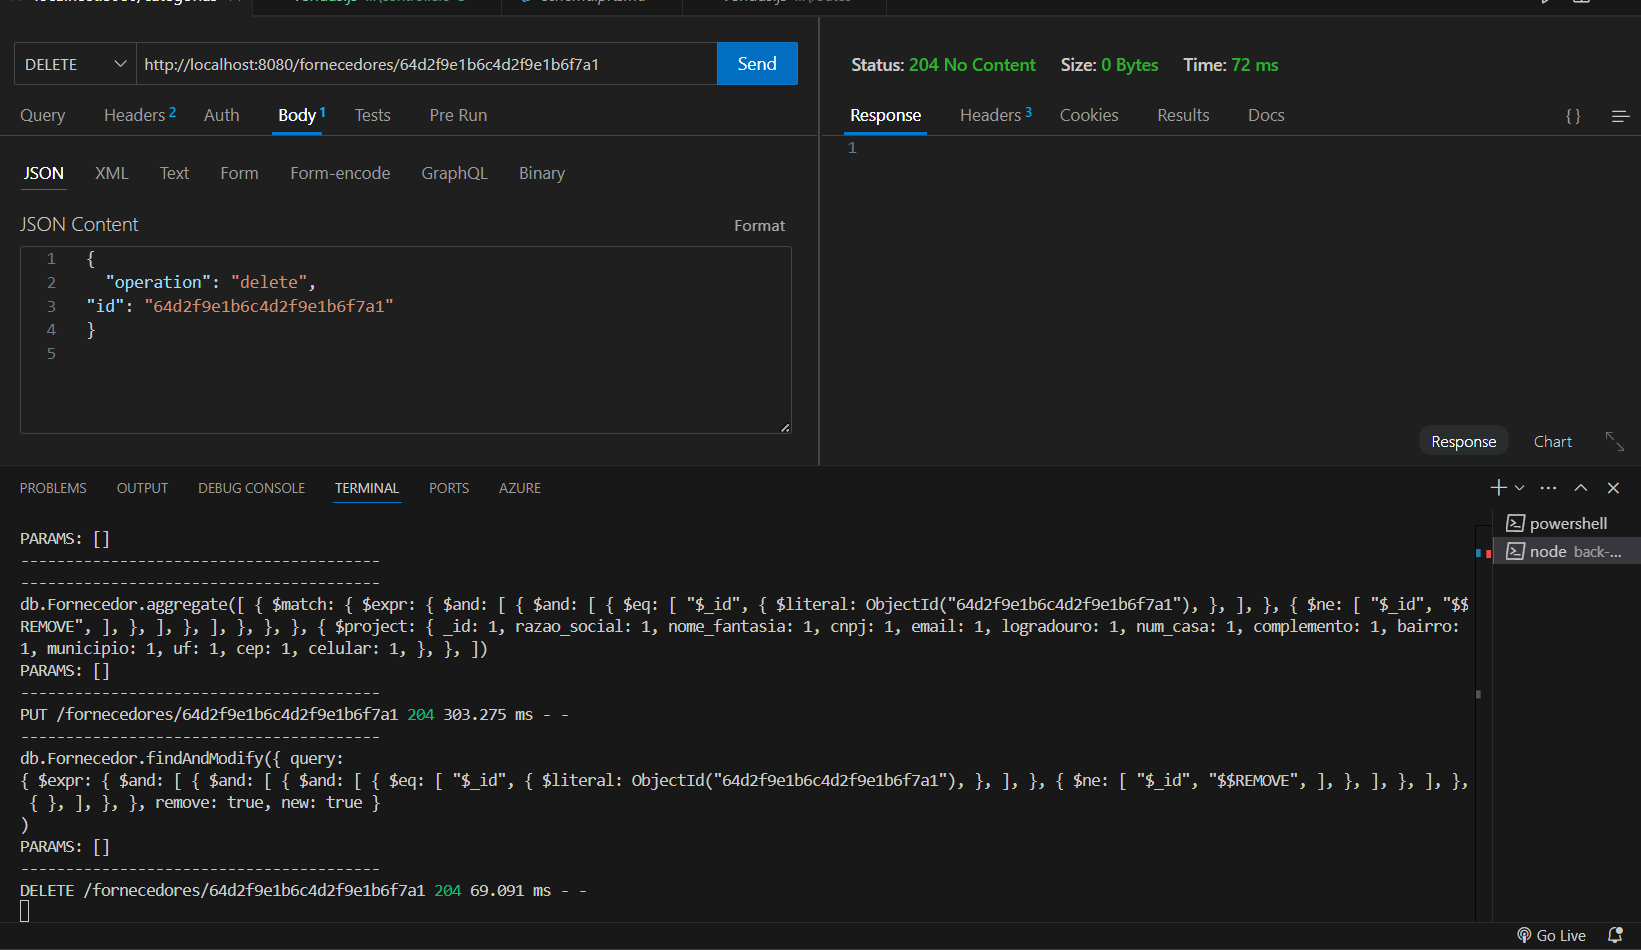 DELETE http://localhost:8080/fornecedores/64d2f9e1b6c4d2f9e1b6f7a1 Send
Query Headers 2 Auth Body 1 Tests Pre Run
JSON XML Text Form Form-encode GraphQL Binary
JSON Content Format
1 {
2 "operation": "delete",
3 "id": "64d2f9e1b6c4d2f9e1b6f7a1"
4 }
5
Status: 204 No Content Size: 0 Bytes Time: 72 ms
Response Headers 3 Cookies Results Docs { }
1
Response Chart
PROBLEMS OUTPUT DEBUG CONSOLE TERMINAL PORTS AZURE
PARAMS: []
----------------------------------------
----------------------------------------
db.Fornecedor.aggregate([ { $match: { $expr: { $and: [ { $and: [ { $eq: [ "$_id", { $literal: ObjectId("64d2f9e1b6c4d2f9e1b6f7a1"), }, ], }, { $ne: [ "$_id", "$$
REMOVE", ], }, ], }, ], }, }, }, { $project: { _id: 1, razao_social: 1, nome_fantasia: 1, cnpj: 1, email: 1, logradouro: 1, num_casa: 1, complemento: 1, bairro:
1, municipio: 1, uf: 1, cep: 1, celular: 1, }, }, ])
PARAMS: []
----------------------------------------
PUT /fornecedores/64d2f9e1b6c4d2f9e1b6f7a1 204 303.275 ms - -
----------------------------------------
db.Fornecedor.findAndModify({ query:
{ $expr: { $and: [ { $and: [ { $and: [ { $eq: [ "$_id", { $literal: ObjectId("64d2f9e1b6c4d2f9e1b6f7a1"), }, ], }, { $ne: [ "$_id", "$$REMOVE", ], }, ], }, ], },
{ }, ], }, }, remove: true, new: true }
)
PARAMS: []
----------------------------------------
DELETE /fornecedores/64d2f9e1b6c4d2f9e1b6f7a1 204 69.091 ms - -
powershell
node back-...
Go Live